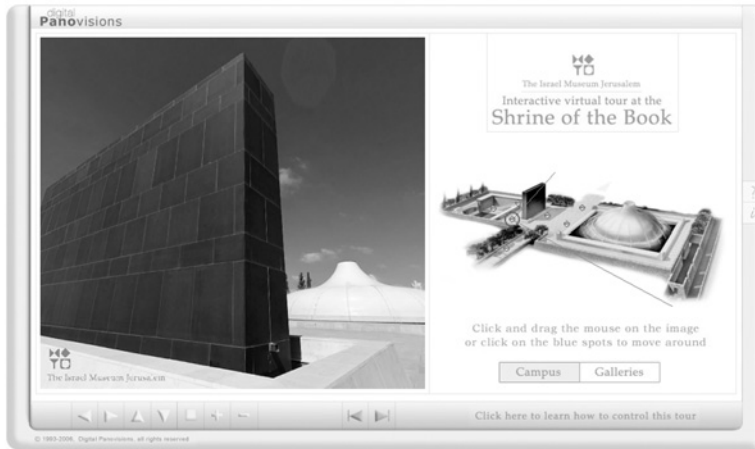 digital
Panovisions
The Israel Museum Jerusalem
Interactive virtual tour at the
Shrine of the Book
Click and drag the mouse on the image
or click on the blue spots to move around
Campus Galleries
The Israel Museum Jerusalem
Click here to learn how to control this tour
© 1993-2006, Digital Panovisions, all rights reserved